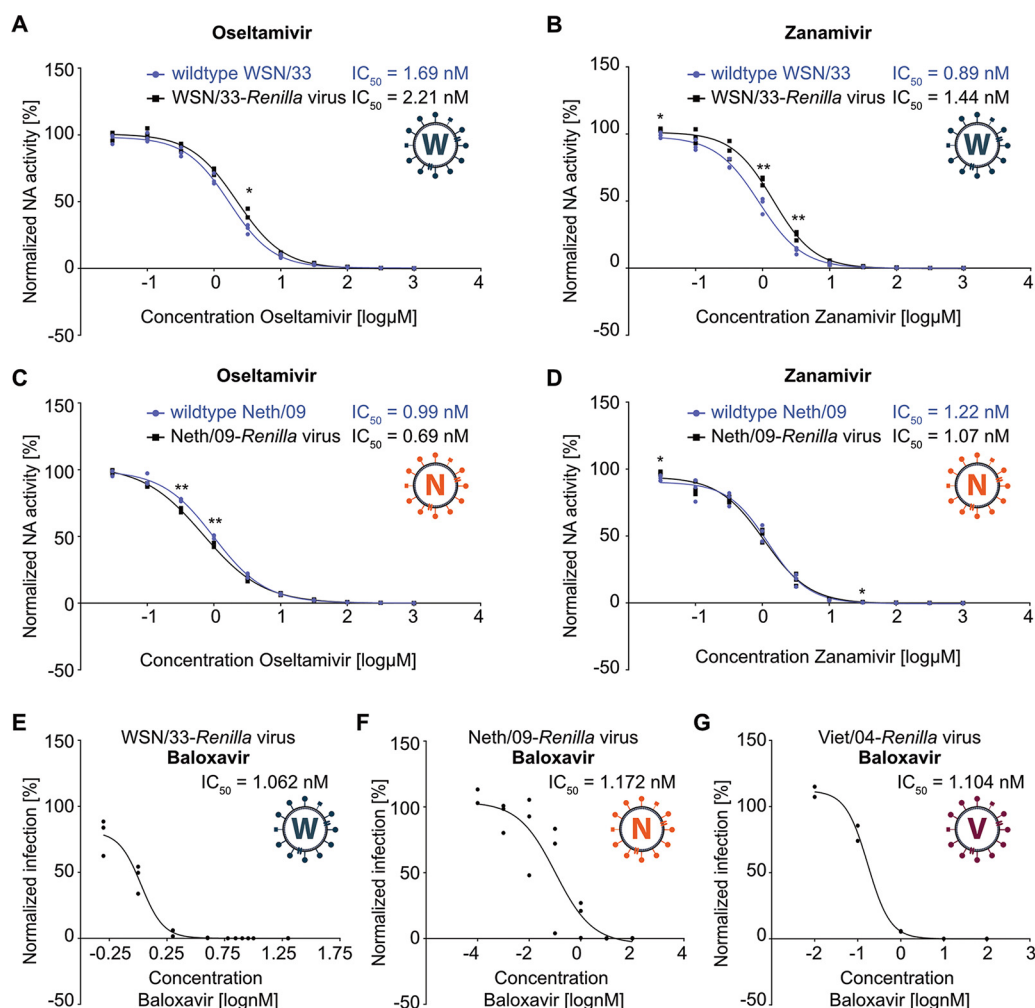 A
Oseltamivir
150
wildtype WSN/33 IC50 = 1.69 nM
WSN/33-Renilla virus IC50 = 2.21 nM
W
100
50
0
-50
Normalized NA activity [%]
*
-1 0 1 2 3 4
Concentration Oseltamivir [logµM]
B
Zanamivir
150
wildtype WSN/33 IC50 = 0.89 nM
WSN/33-Renilla virus IC50 = 1.44 nM
W
100
50
0
-50
Normalized NA activity [%]
*
**
**
-1 0 1 2 3 4
Concentration Zanamivir [logµM]
C
Oseltamivir
150
wildtype Neth/09 IC50 = 0.99 nM
Neth/09-Renilla virus IC50 = 0.69 nM
N
100
50
0
-50
Normalized NA activity [%]
**
**
-1 0 1 2 3 4
Concentration Oseltamivir [logµM]
D
Zanamivir
150
wildtype Neth/09 IC50 = 1.22 nM
Neth/09-Renilla virus IC50 = 1.07 nM
N
100
50
0
-50
Normalized NA activity [%]
*
*
-1 0 1 2 3 4
Concentration Zanamivir [logµM]
E
WSN/33-Renilla virus
Baloxavir
150
IC50 = 1.062 nM
W
100
50
0
-50
Normalized infection [%]
-0.25 0.25 0.75 1.25 1.75
Concentration
Baloxavir [lognM]
F
Neth/09-Renilla virus
Baloxavir
150
IC50 = 1.172 nM
N
100
50
0
-50
Normalized infection [%]
-4 -2 0 2 4
Concentration
Baloxavir [lognM]
G
Viet/04-Renilla virus
Baloxavir
150
IC50 = 1.104 nM
V
100
50
0
-50
Normalized infection [%]
-2 -1 0 1 2 3
Concentration
Baloxavir [lognM]